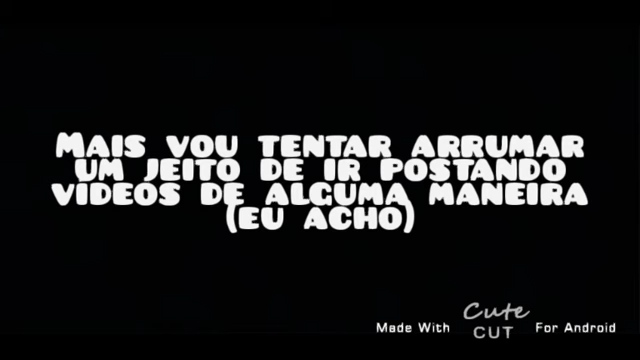 Mais vou tentar arrumar
um jeito de ir postando
videos de alguma maneira
(eu acho)
Made With Cute CUT For Android